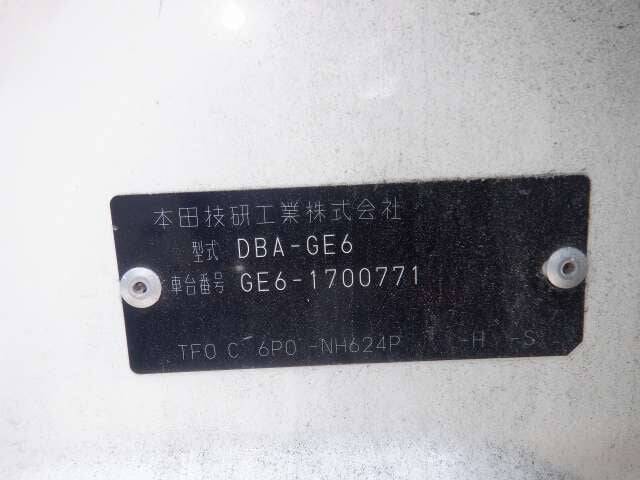 本田技研工業株式会社
型式 DBA-GE6
車台番号 GE6-1700771
TF0 C 6P0 -NH624P -H -S